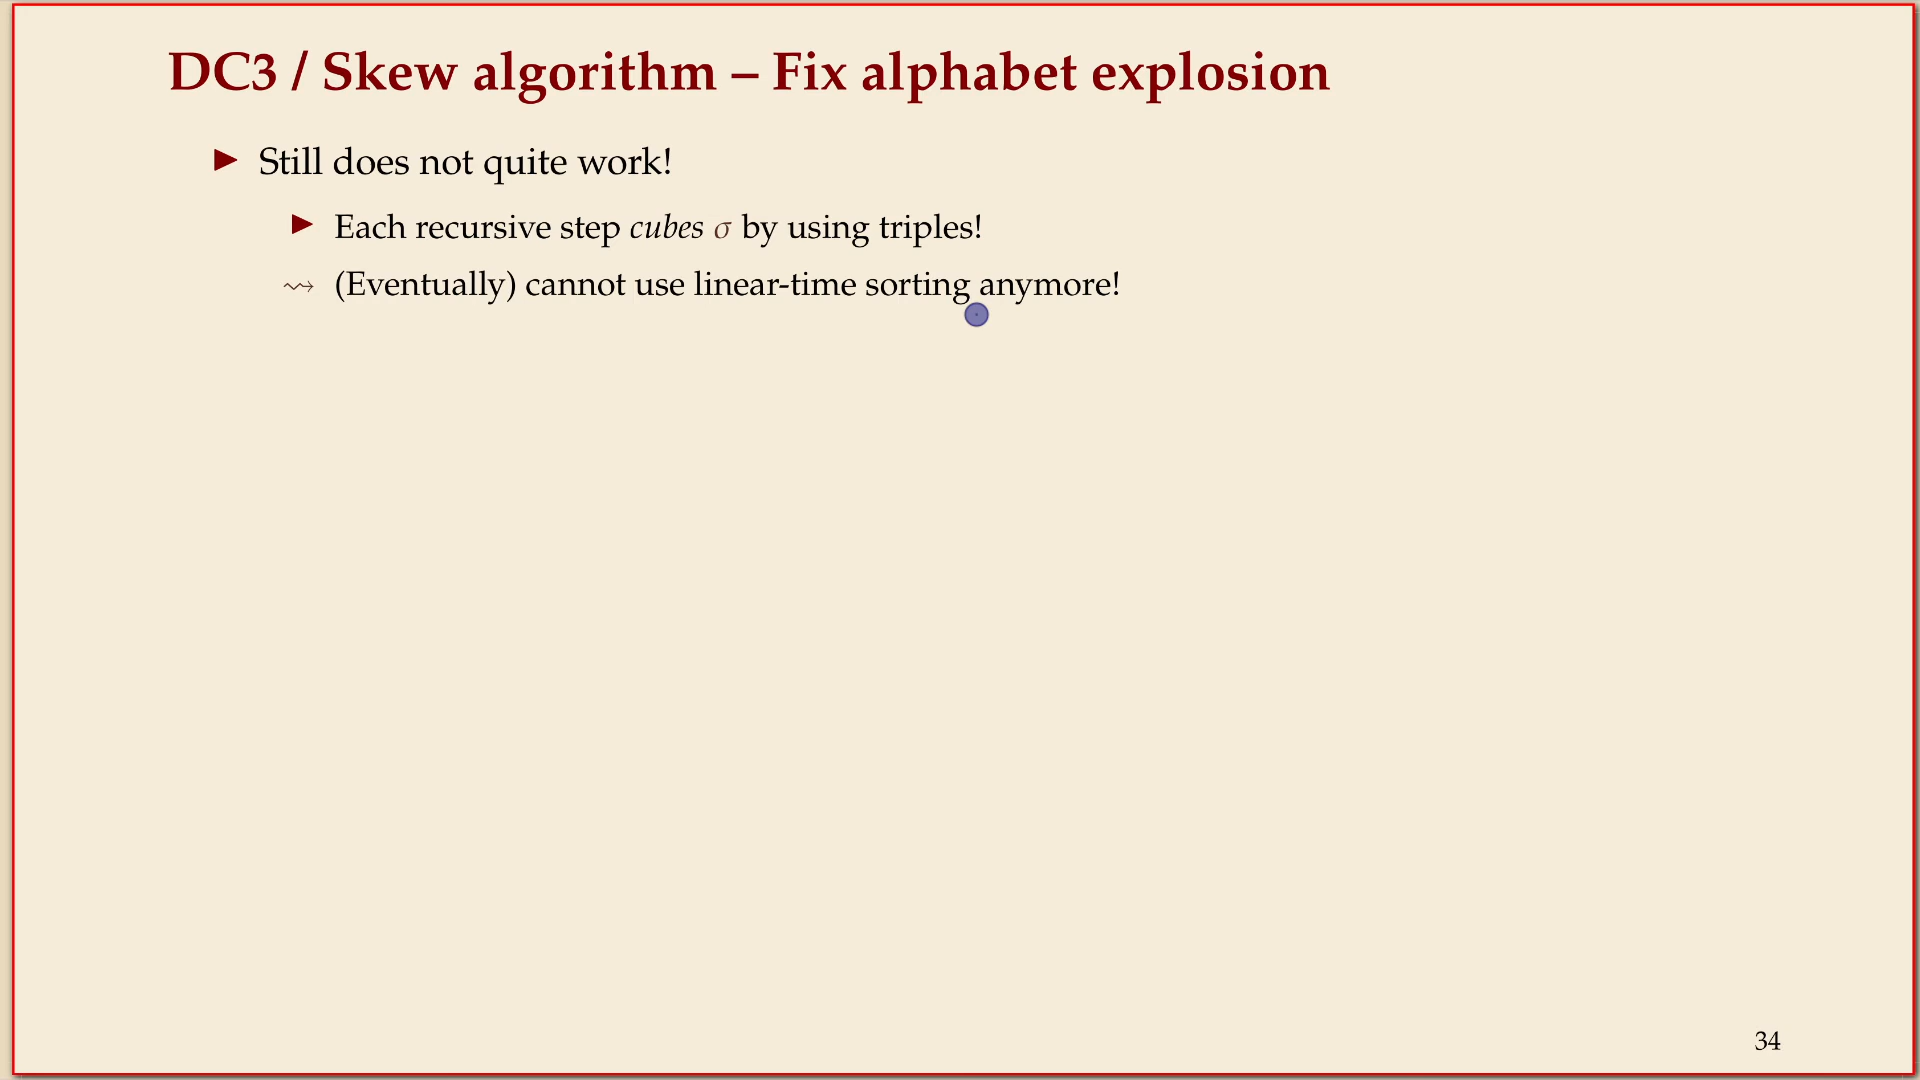 DC3 / Skew algorithm – Fix alphabet explosion
▶ Still does not quite work!
▶ Each recursive step cubes σ by using triples!
⇝ (Eventually) cannot use linear-time sorting anymore!
34